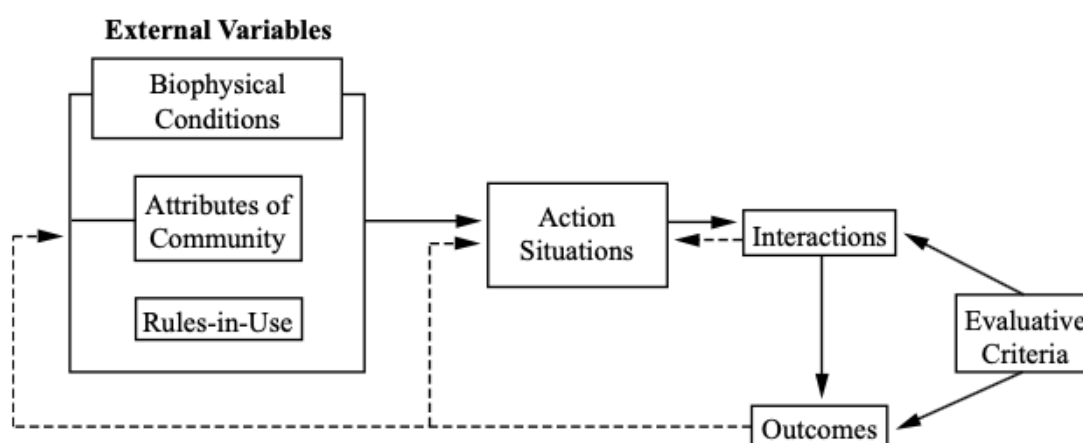 External Variables
Biophysical
Conditions
Attributes of
Community
Rules-in-Use
Action
Situations
Interactions
Evaluative
Criteria
Outcomes